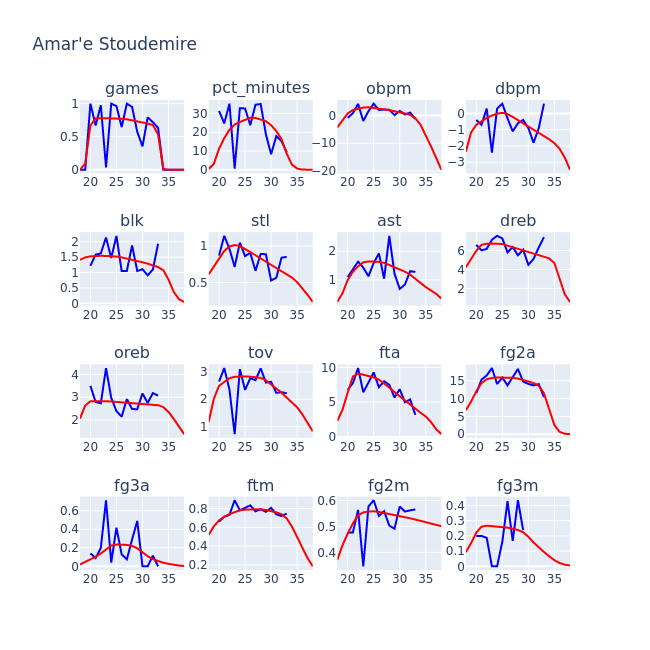 Amar'e Stoudemire
games pct_minutes obpm dbpm
1 0.5 0 30 20 10 0 0 −10 −20 0 −1 −2 −3
20 25 30 35 20 25 30 35 20 25 30 35 20 25 30 35
blk stl ast dreb
2 1.5 1 0.5 0 1 0.5 2 1 6 4 2
20 25 30 35 20 25 30 35 20 25 30 35 20 25 30 35
oreb tov fta fg2a
4 3 2 3 2 1 10 5 0 15 10 5 0
20 25 30 35 20 25 30 35 20 25 30 35 20 25 30 35
fg3a ftm fg2m fg3m
0.6 0.4 0.2 0 0.8 0.6 0.4 0.2 0.6 0.5 0.4 0.4 0.3 0.2 0.1 0
20 25 30 35 20 25 30 35 20 25 30 35 20 25 30 35